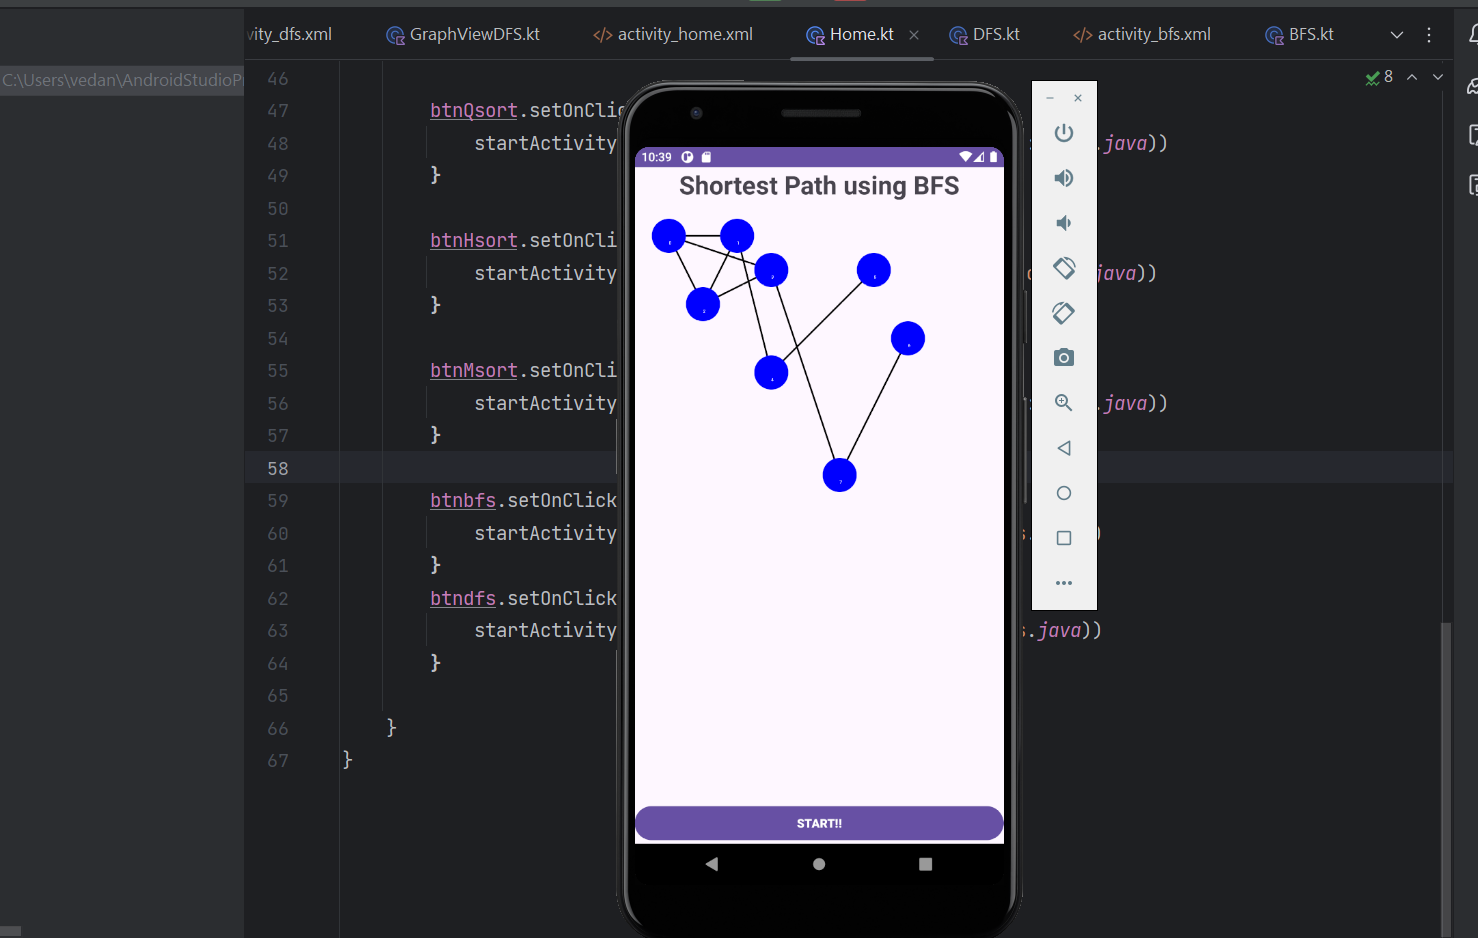 vity_dfs.xml GraphViewDFS.kt activity_home.xml Home.kt DFS.kt activity_bfs.xml BFS.kt
C:\Users\vedan\AndroidStudioP
8
46
47 btnQsort.setOnClic
48 startActivity .java))
49 }
50
51 btnHsort.setOnCli
52 startActivity java))
53 }
54
55 btnMsort.setOnCli
56 startActivity .java))
57 }
58
59 btnbfs.setOnClick
60 startActivity )
61 }
62 btndfs.setOnClick
63 startActivity s.java))
64 }
65
66 }
67 }
10:39
Shortest Path using BFS
START!!